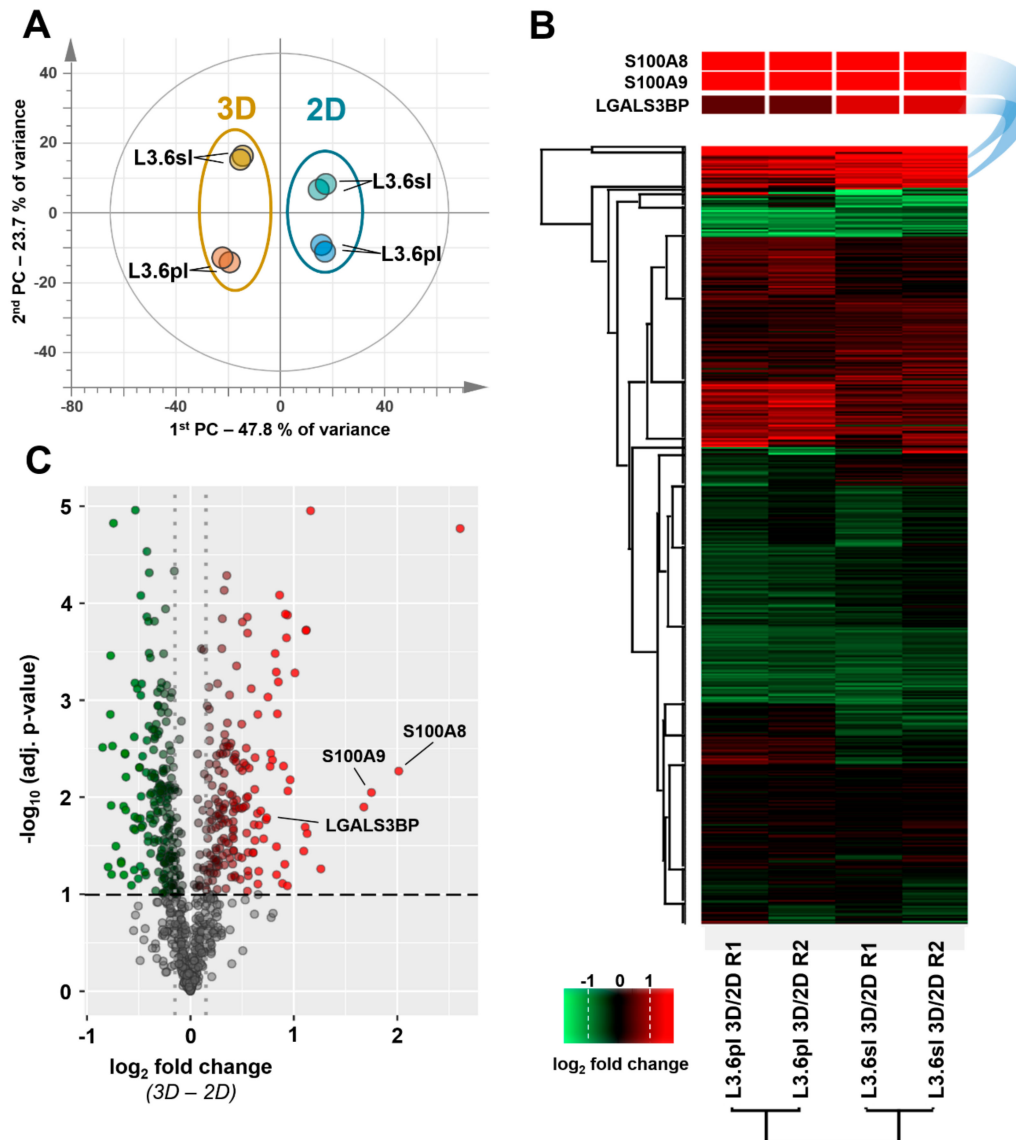 A
3D
2D
L3.6sl
L3.6sl
L3.6pl
L3.6pl
40
20
0
-20
-40
2nd PC – 23.7 % of variance
-80
-40
0
40
1st PC – 47.8 % of variance
B
S100A8
S100A9
LGALS3BP
-1 0 1
log2 fold change
L3.6pl 3D/2D R1
L3.6pl 3D/2D R2
L3.6sl 3D/2D R1
L3.6sl 3D/2D R2
C
5
4
3
2
1
0
-log10 (adj. p-value)
S100A8
S100A9
LGALS3BP
-1
0
1
2
log2 fold change
(3D – 2D)